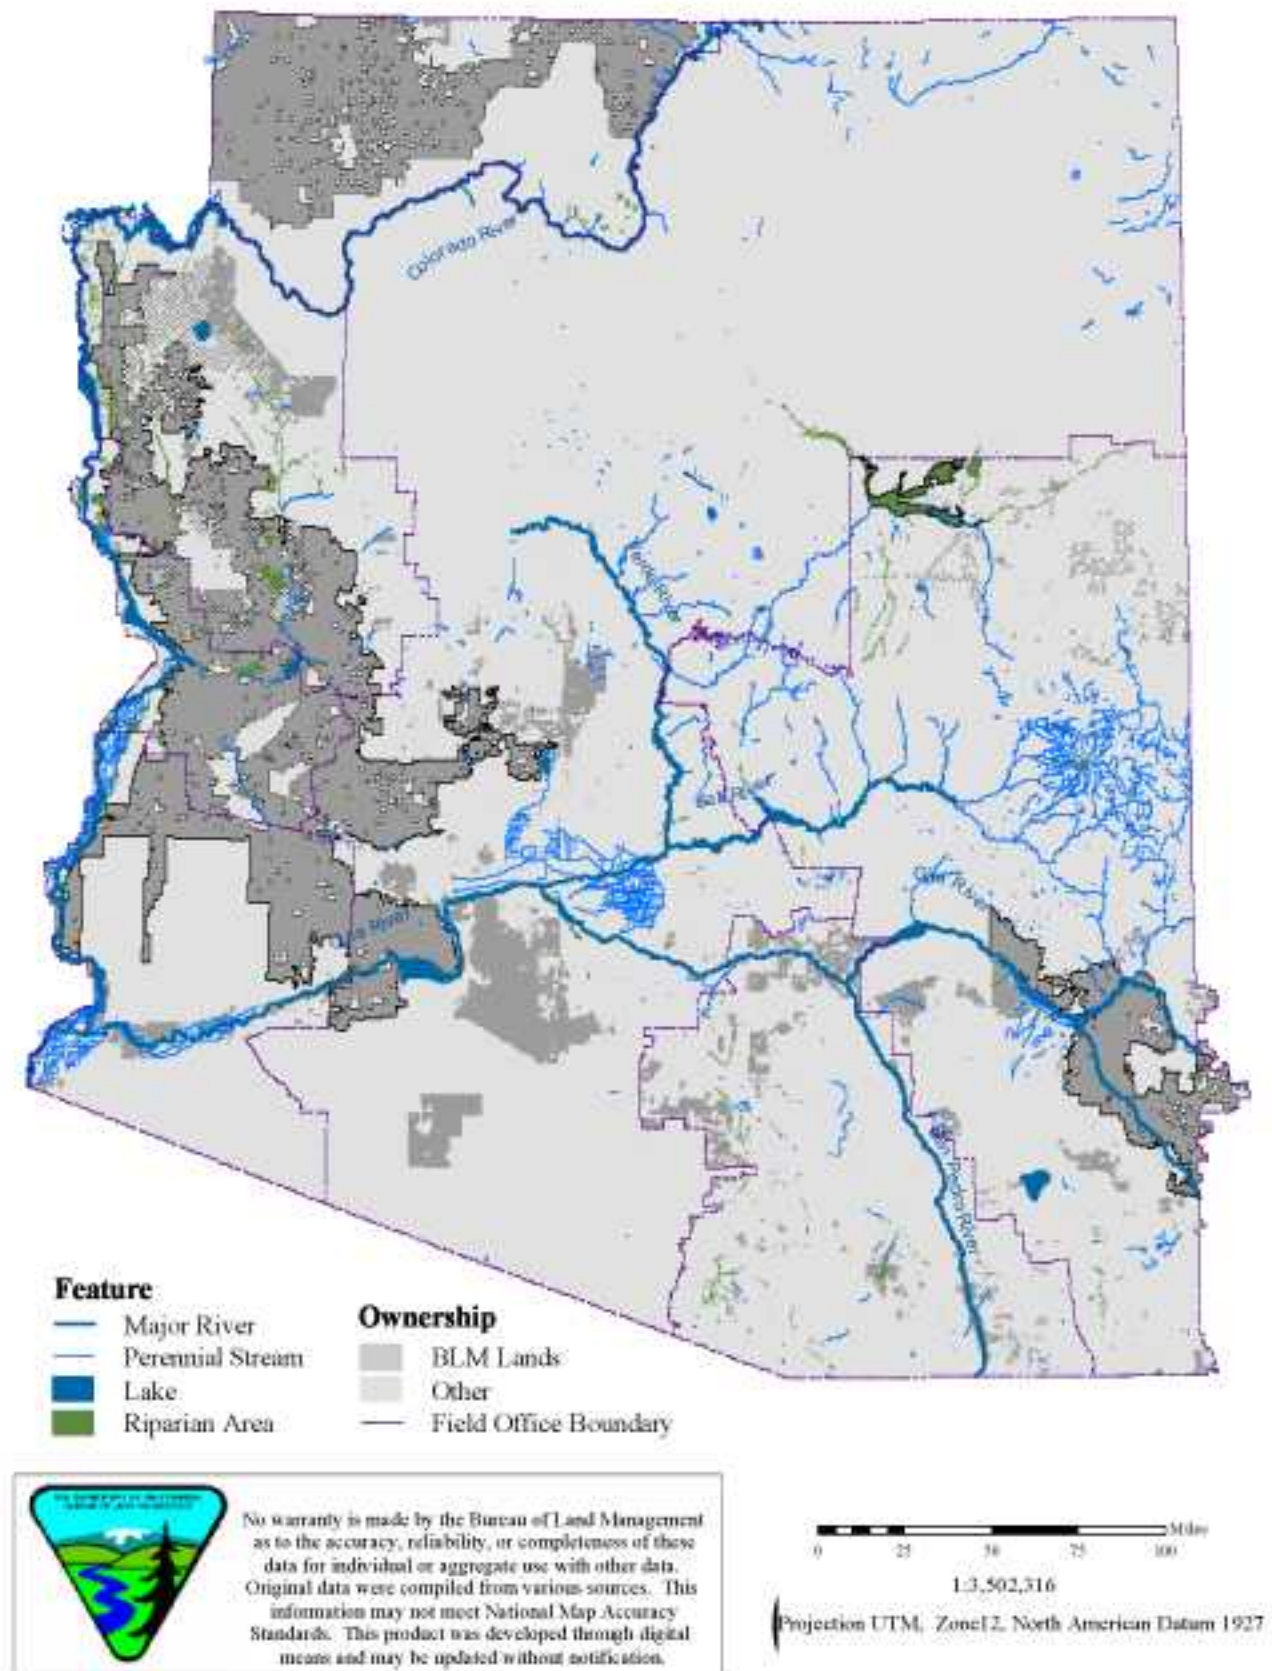 Colorado River
Verde River
Salt River
Gila River
Gila River
San Pedro River
Feature
Major River
Perennial Stream
Lake
Riparian Area
Ownership
BLM Lands
Other
Field Office Boundary
No warranty is made by the Bureau of Land Management
as to the accuracy, reliability, or completeness of these
data for individual or aggregate use with other data.
Original data were compiled from various sources. This
information may not meet National Map Accuracy
Standards. This product was developed through digital
means and may be updated without notification.
Miles
0 25 50 75 100
1:3,502,316
Projection UTM, Zone12, North American Datum 1927